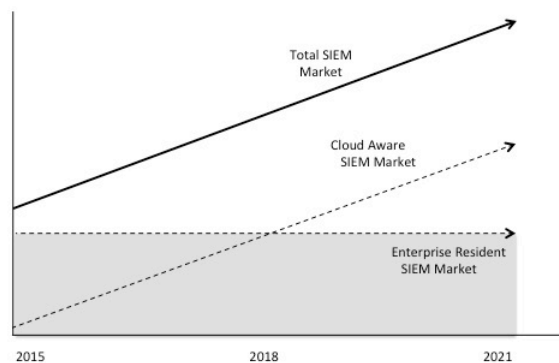 Total SIEM
Market
Cloud Aware
SIEM Market
Enterprise Resident
SIEM Market
2015 2018 2021